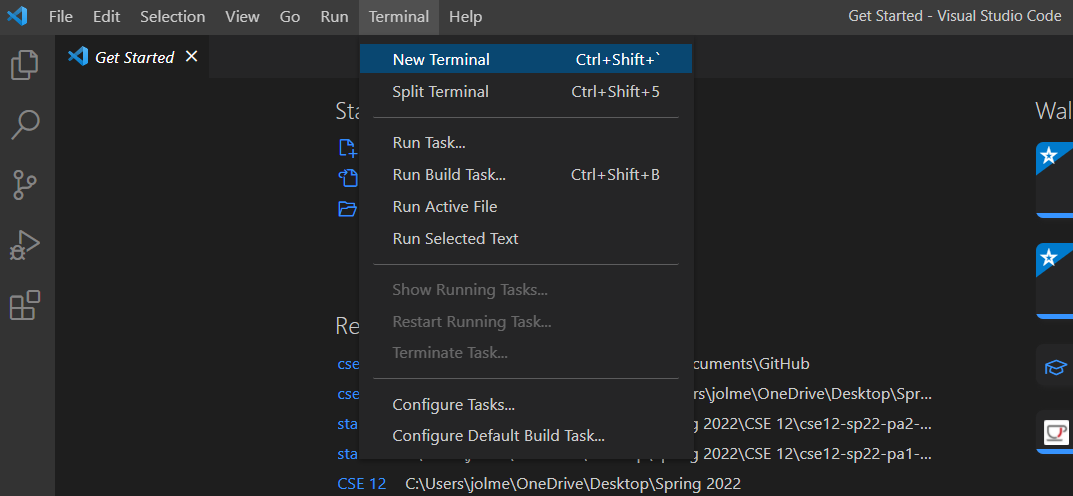 File Edit Selection View Go Run Terminal Help Get Started - Visual Studio Code
Get Started
New Terminal Ctrl+Shift+`
Split Terminal Ctrl+Shift+5
Run Task...
Run Build Task... Ctrl+Shift+B
Run Active File
Run Selected Text
Show Running Tasks...
Restart Running Task...
Terminate Task...
Configure Tasks...
Configure Default Build Task...
Sta
Wal
Re
cse cuments\GitHub
cse rs\jolme\OneDrive\Desktop\Spr...
sta g 2022\CSE 12\cse12-sp22-pa2-...
sta g 2022\CSE 12\cse12-sp22-pa1-...
CSE 12 C:\Users\jolme\OneDrive\Desktop\Spring 2022